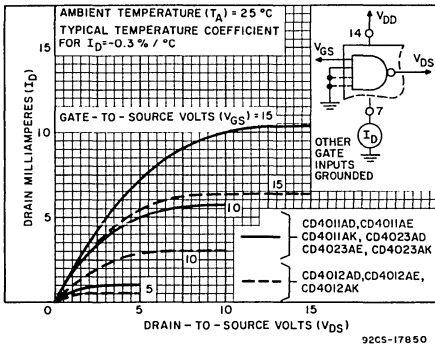 AMBIENT TEMPERATURE (TA) = 25 °C
TYPICAL TEMPERATURE COEFFICIENT
FOR ID=-0.3 % / °C
VDD
14
VGS
VDS
7
ID
OTHER
GATE
INPUTS
GROUNDED
GATE-TO-SOURCE VOLTS (VGS) = 15
15
10
10
5
5
DRAIN MILLIAMPERES (ID)
15
10
5
0
5
10
15
DRAIN-TO-SOURCE VOLTS (VDS)
CD4011AD, CD4011AE
CD4011AK, CD4023AD
CD4023AE, CD4023AK
CD4012AD, CD4012AE,
CD4012AK
92CS-17850